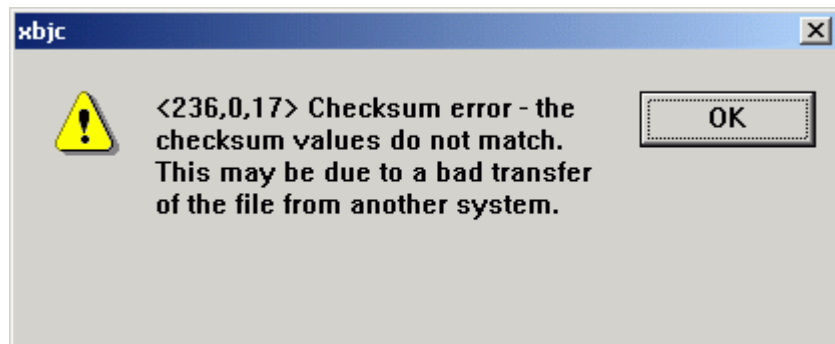 xbjc
<236,0,17> Checksum error - the
checksum values do not match.
This may be due to a bad transfer
of the file from another system.
OK